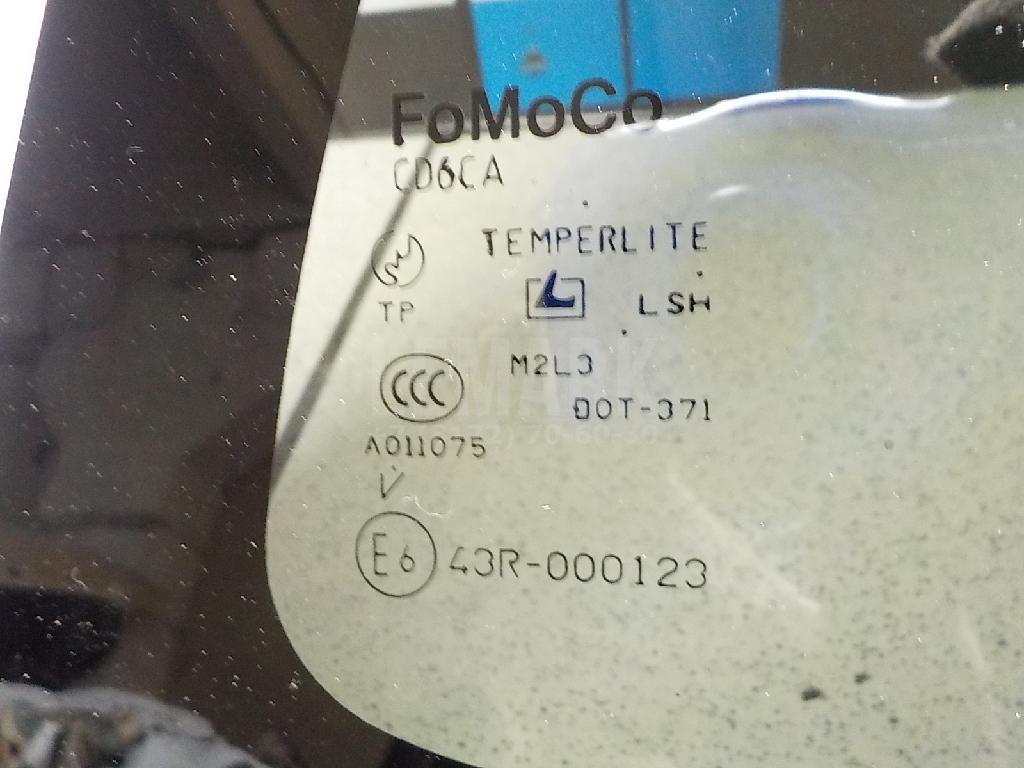 FoMoCo
CD6CA
TEMPERLITE
TP
LSH
M2L3
CCC
DOT-371
A011075
V
E6 43R-000123